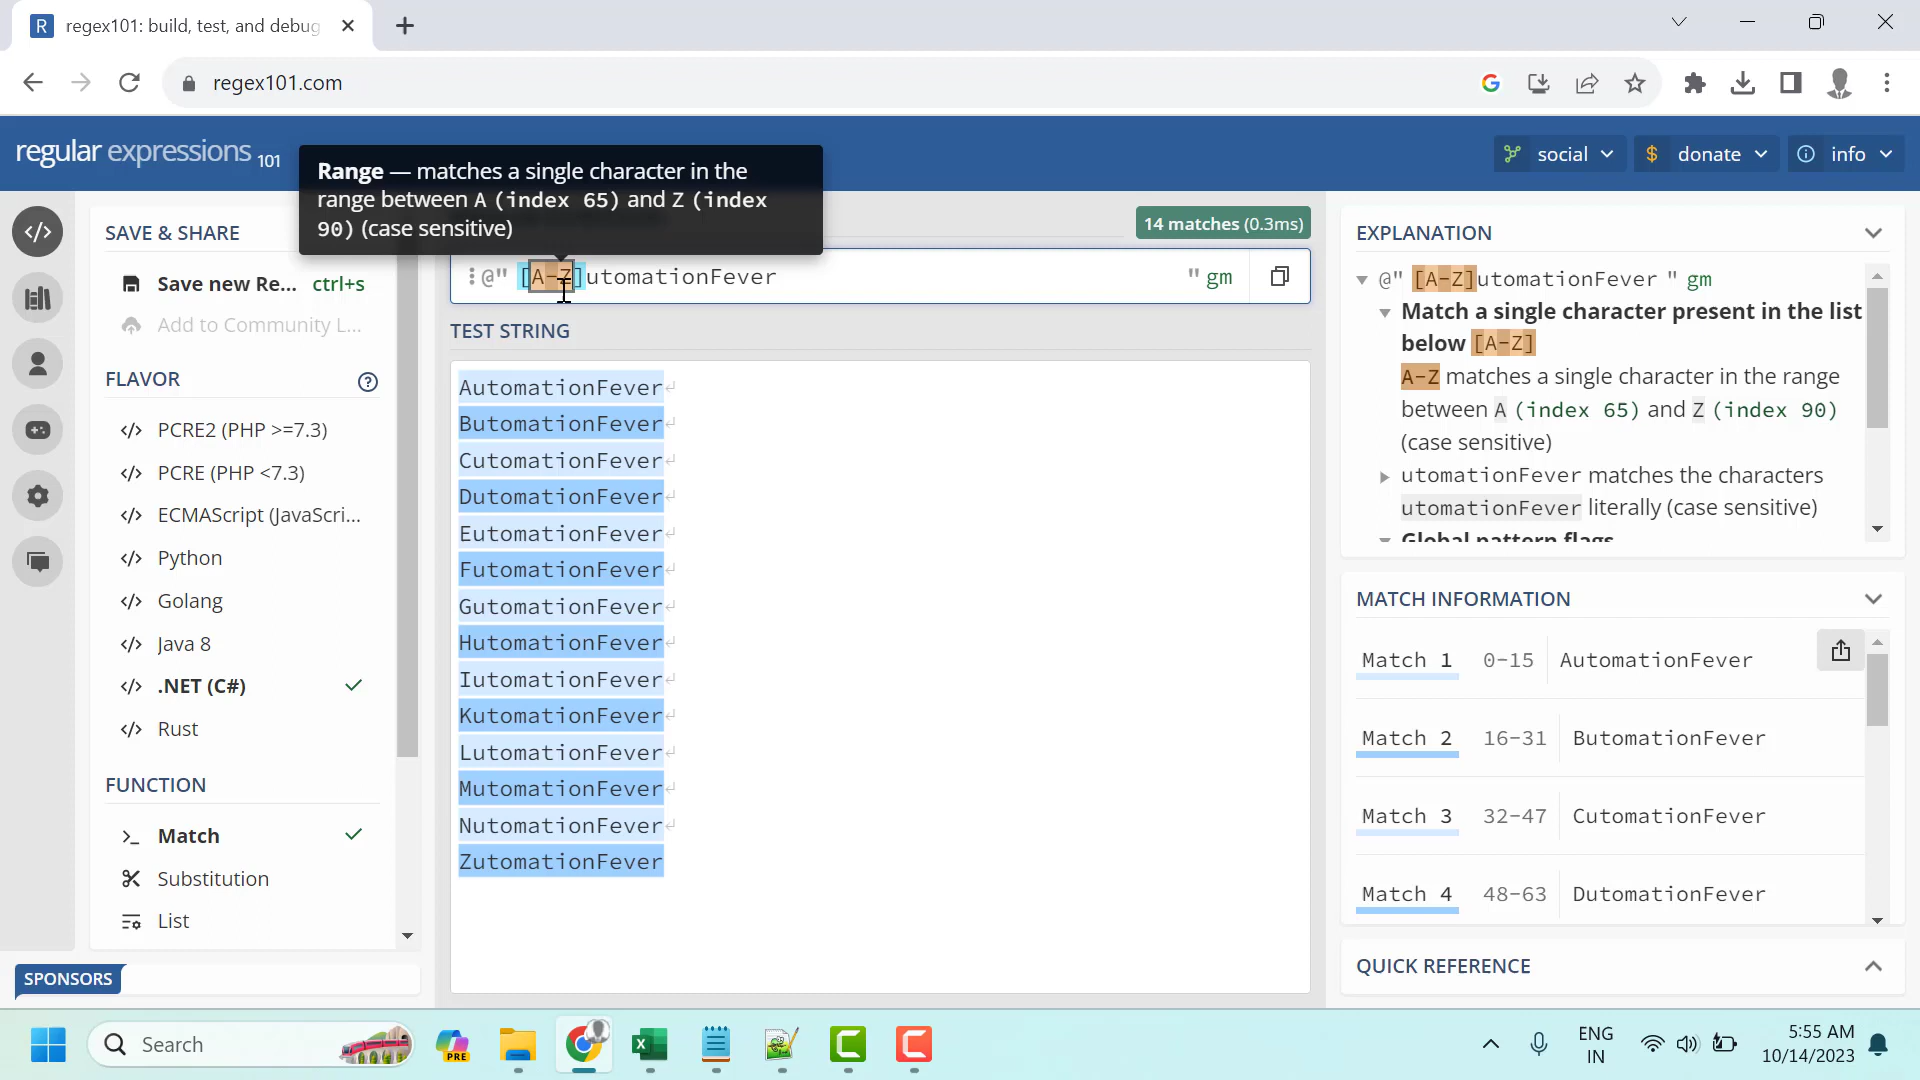 regex101: build, test, and debug
regex101.com
regular expressions 101
social
donate
info
Range — matches a single character in the
range between A (index 65) and Z (index
90) (case sensitive)
14 matches (0.3ms)
@" [A-Z]utomationFever " gm
SAVE & SHARE
Save new Re... ctrl+s
Add to Community L...
FLAVOR
PCRE2 (PHP >=7.3)
PCRE (PHP <7.3)
ECMAScript (JavaScri...
Python
Golang
Java 8
.NET (C#)
Rust
FUNCTION
Match
Substitution
List
SPONSORS
TEST STRING
AutomationFever
ButomationFever
CutomationFever
DutomationFever
EutomationFever
FutomationFever
GutomationFever
HutomationFever
IutomationFever
KutomationFever
LutomationFever
MutomationFever
NutomationFever
ZutomationFever
EXPLANATION
@" [A-Z]utomationFever " gm
Match a single character present in the list
below [A-Z]
A-Z matches a single character in the range
between A (index 65) and Z (index 90)
(case sensitive)
utomationFever matches the characters
utomationFever literally (case sensitive)
Global pattern flags
MATCH INFORMATION
Match 1 0-15 AutomationFever
Match 2 16-31 ButomationFever
Match 3 32-47 CutomationFever
Match 4 48-63 DutomationFever
QUICK REFERENCE
Search
PRE
ENG
IN
5:55 AM
10/14/2023